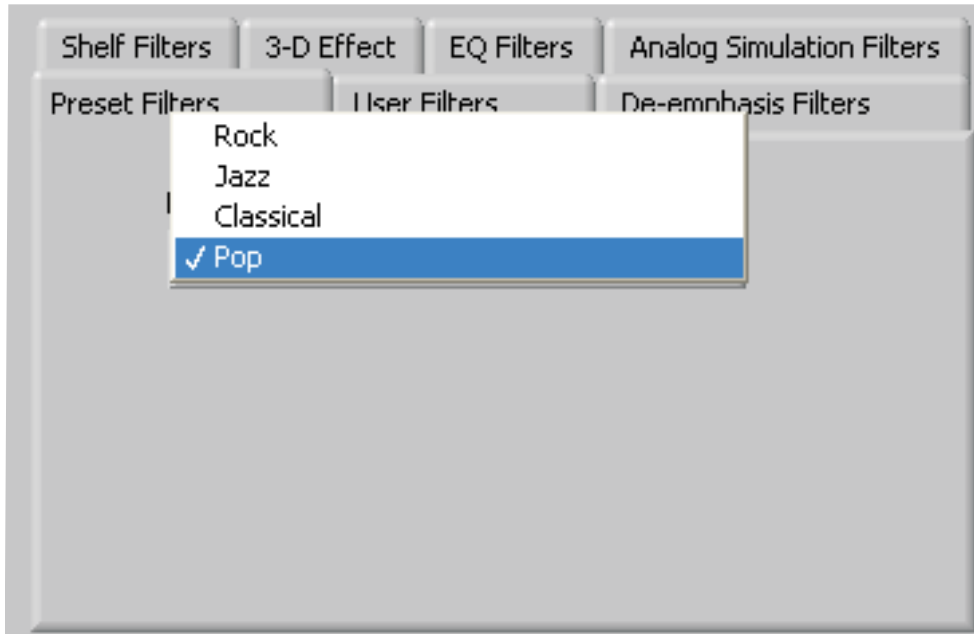 Shelf Filters 3-D Effect EQ Filters Analog Simulation Filters
Preset Filters User Filters De-emphasis Filters
Rock
Jazz
Classical
✓ Pop